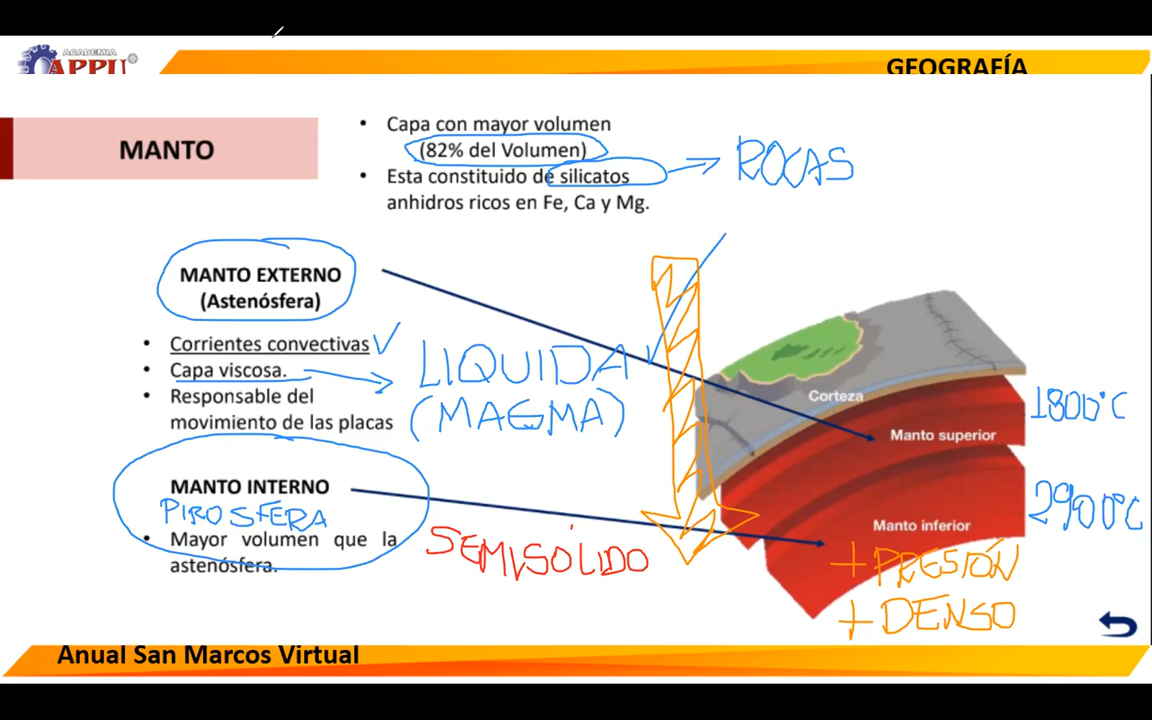 ACADEMIA
APPU
GEOGRAFÍA
MANTO
• Capa con mayor volumen
(82% del Volumen)
• Esta constituido de silicatos
anhidros ricos en Fe, Ca y Mg.
ROCAS
MANTO EXTERNO
(Astenósfera)
• Corrientes convectivas
• Capa viscosa.
• Responsable del
movimiento de las placas
LIQUIDA
(MAGMA)
MANTO INTERNO
PIROSFERA
• Mayor volumen que la
astenósfera.
SEMISÓLIDO
Corteza
Manto superior
Manto inferior
1800°C
2900°C
+ PRESIÓN
+ DENSO
Anual San Marcos Virtual